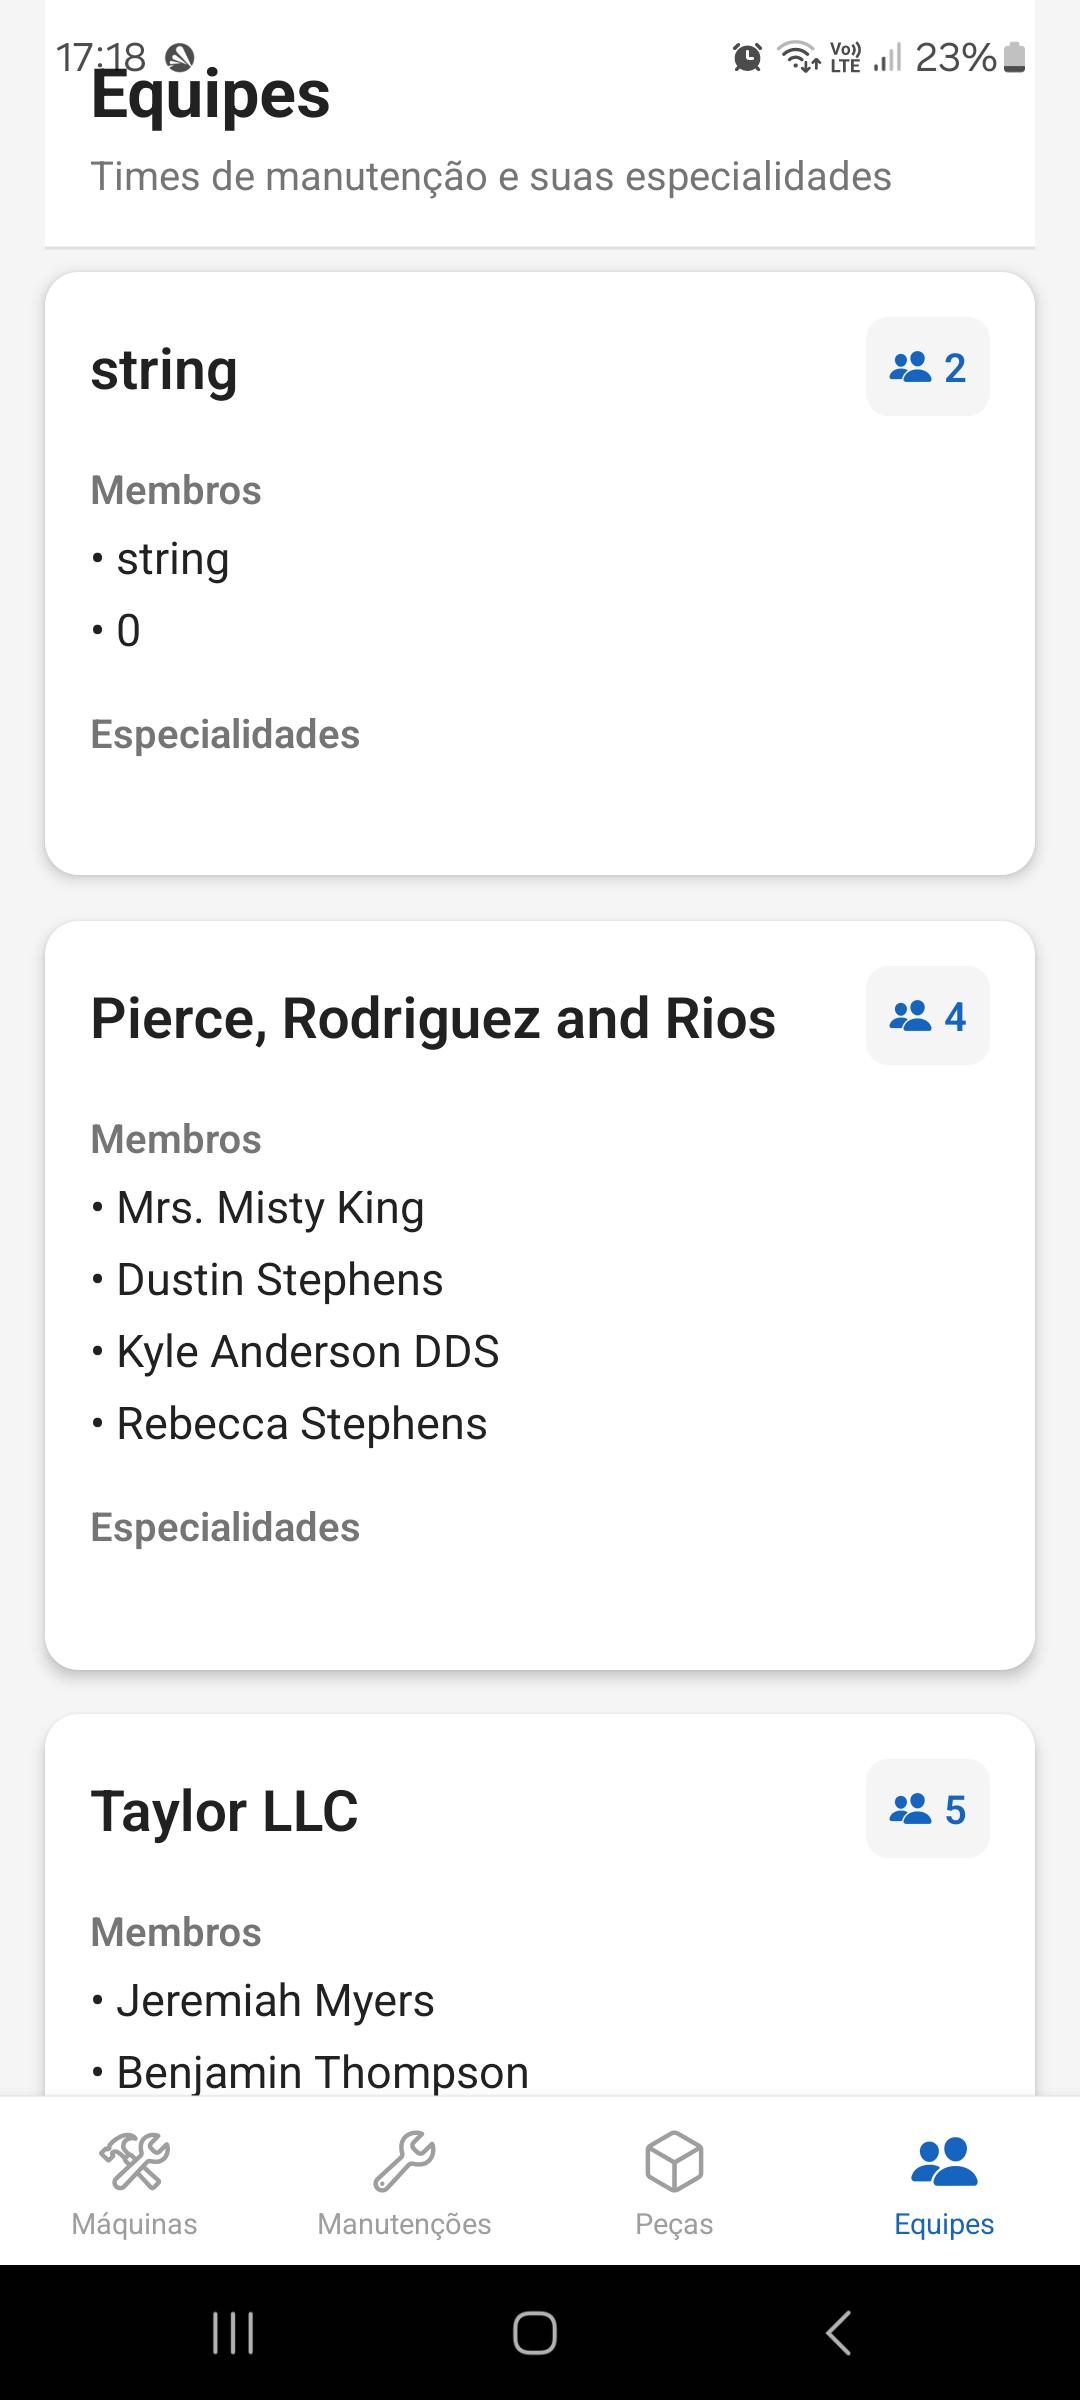 17:18
Vo)) LTE 23%
Equipes
Times de manutenção e suas especialidades
string
2
Membros
• string
• 0
Especialidades
Pierce, Rodriguez and Rios
4
Membros
• Mrs. Misty King
• Dustin Stephens
• Kyle Anderson DDS
• Rebecca Stephens
Especialidades
Taylor LLC
5
Membros
• Jeremiah Myers
• Benjamin Thompson
Máquinas
Manutenções
Peças
Equipes